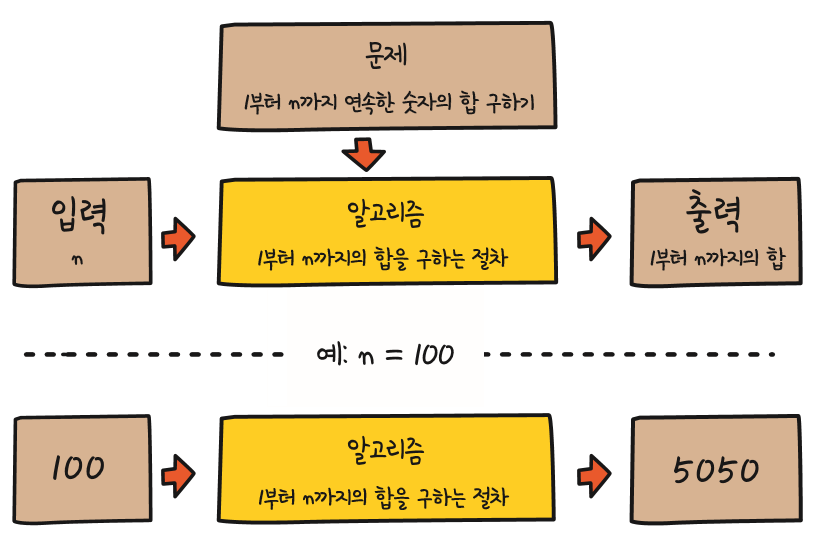 문제
1부터 n까지 연속한 숫자의 합 구하기
입력
n
알고리즘
1부터 n까지의 합을 구하는 절차
출력
1부터 n까지의 합
예: n = 100
100
알고리즘
1부터 n까지의 합을 구하는 절차
5050